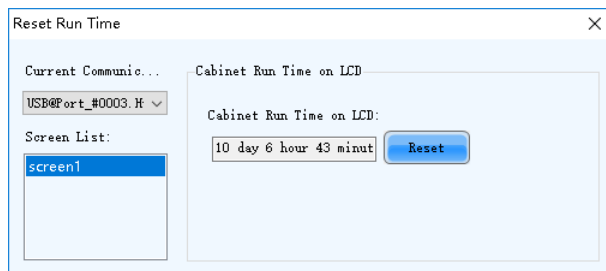 Reset Run Time
Current Communic...
USB@Port_#0003.H
Screen List:
screen1
Cabinet Run Time on LCD
Cabinet Run Time on LCD:
10 day 6 hour 43 minut
Reset